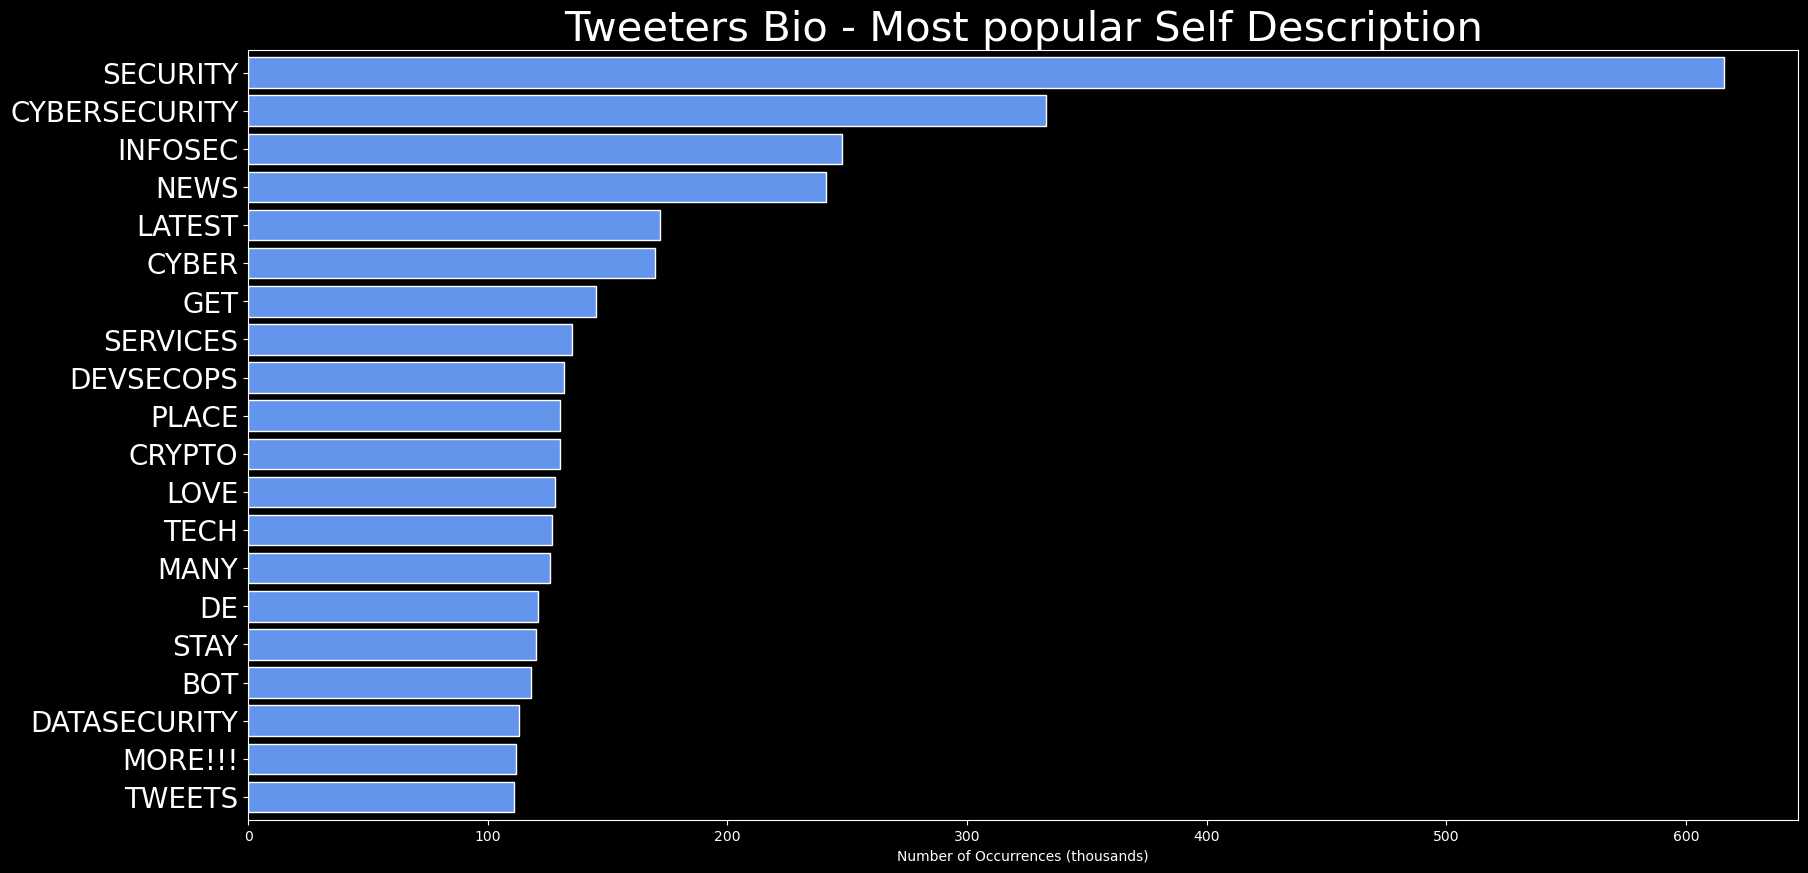 Tweeters Bio - Most popular Self Description
SECURITY
CYBERSECURITY
INFOSEC
NEWS
LATEST
CYBER
GET
SERVICES
DEVSECOPS
PLACE
CRYPTO
LOVE
TECH
MANY
DE
STAY
BOT
DATASECURITY
MORE!!!
TWEETS
0 100 200 300 400 500 600
Number of Occurrences (thousands)